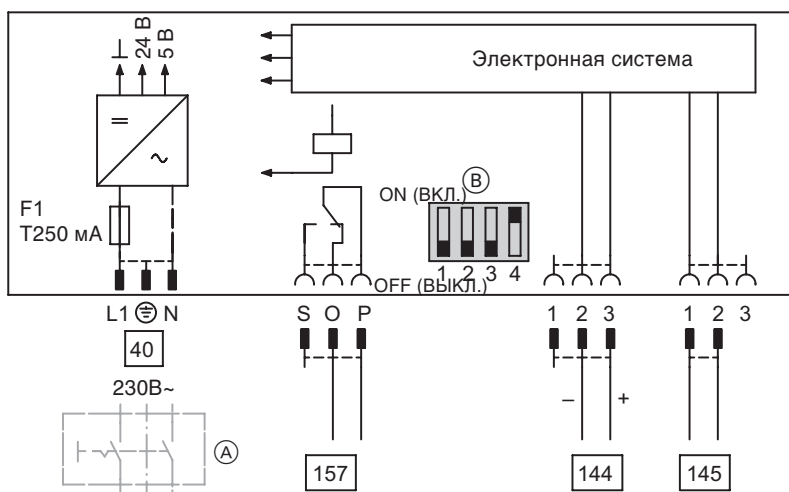 24 В
5 В
Электронная система
F1
T250 мА
ON (ВКЛ.)
B
1 2 3 4
OFF (ВЫКЛ.)
L1 N
S O P
1 2 3
1 2 3
40
230В~
– +
A
157
144
145